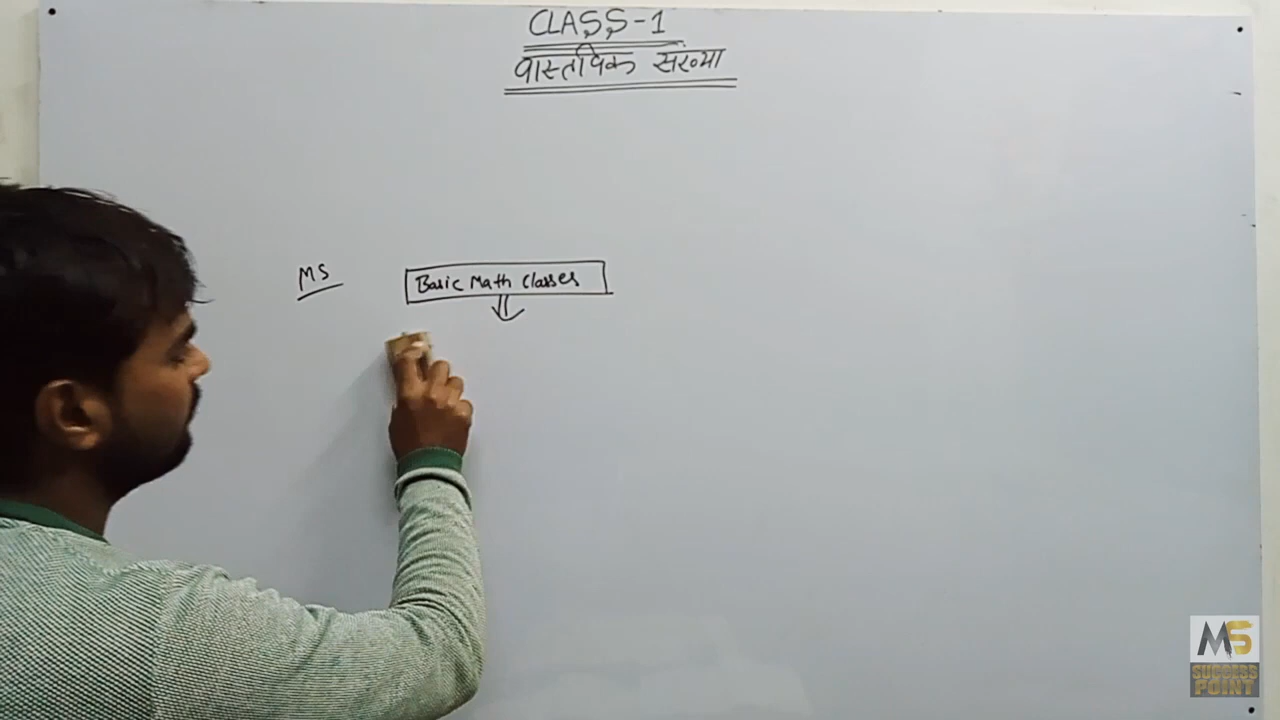 CLASS-1
वास्तविक संख्या
MS
Basic Math Classes
MS
SUCCESS
POINT